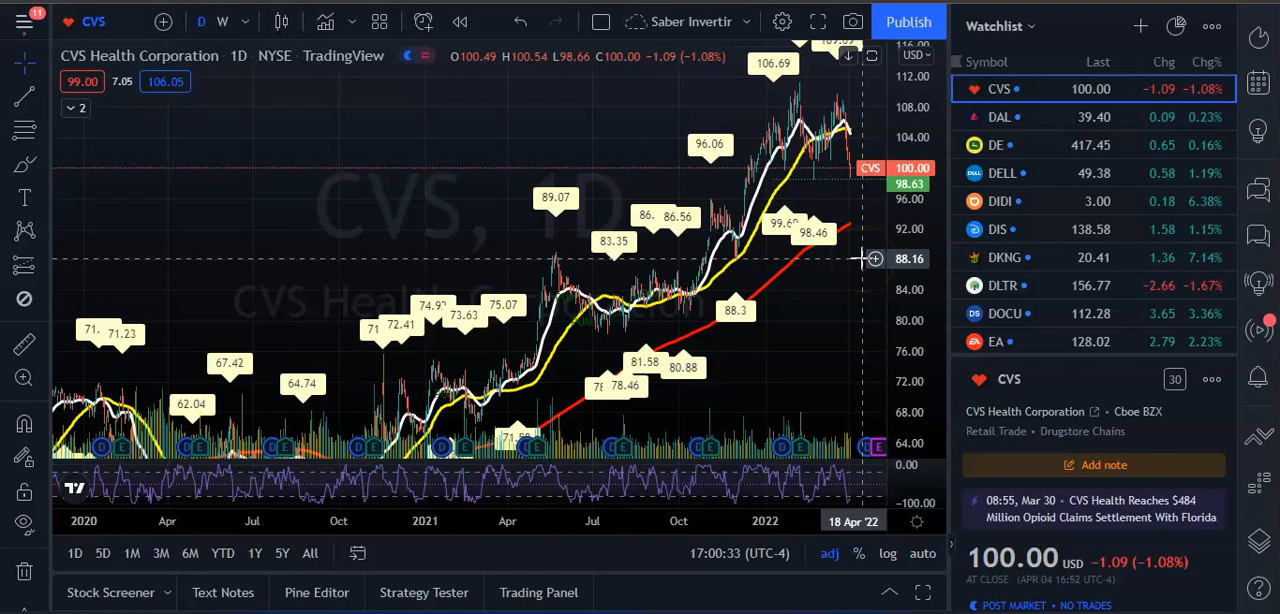 11
CVS
D W
Saber Invertir
Publish
CVS Health Corporation · 1D · NYSE · TradingView
O100.49 H100.54 L98.66 C100.00 -1.09 (-1.08%)
99.00 7.05 106.05
2
CVS, 1D
CVS Health Corporation
USD
116.00
112.00
108.00
104.00
CVS 100.00
98.63
96.00
92.00
88.16
84.00
80.00
76.00
72.00
68.00
64.00
0.00
-100.00
106.69
96.06
89.07
83.35
86.56
99.6
98.46
88.3
74.9
75.07
73.63
72.41
71.23
67.42
64.74
62.04
81.58
80.88
78.46
D E D E D E D E D E D E D E D E D E E
2020 Apr Jul Oct 2021 Apr Jul Oct 2022 18 Apr '22
1D 5D 1M 3M 6M YTD 1Y 5Y All
17:00:33 (UTC-4) adj % log auto
Stock Screener Text Notes Pine Editor Strategy Tester Trading Panel
Watchlist
Symbol Last Chg Chg%
CVS 100.00 -1.09 -1.08%
DAL 39.40 0.09 0.23%
DE 417.45 0.65 0.16%
DELL 49.38 0.58 1.19%
DIDI 3.00 0.18 6.38%
DIS 138.58 1.58 1.15%
DKNG 20.41 1.36 7.14%
DLTR 156.77 -2.66 -1.67%
DOCU 112.28 3.65 3.36%
EA 128.02 2.79 2.23%
CVS 30
CVS Health Corporation • Cboe BZX
Retail Trade • Drugstore Chains
Add note
08:55, Mar 30 • CVS Health Reaches $484
Million Opioid Claims Settlement With Florida
100.00 USD -1.09 (-1.08%)
AT CLOSE (APR 04 16:52 UTC-4)
POST MARKET • NO TRADES